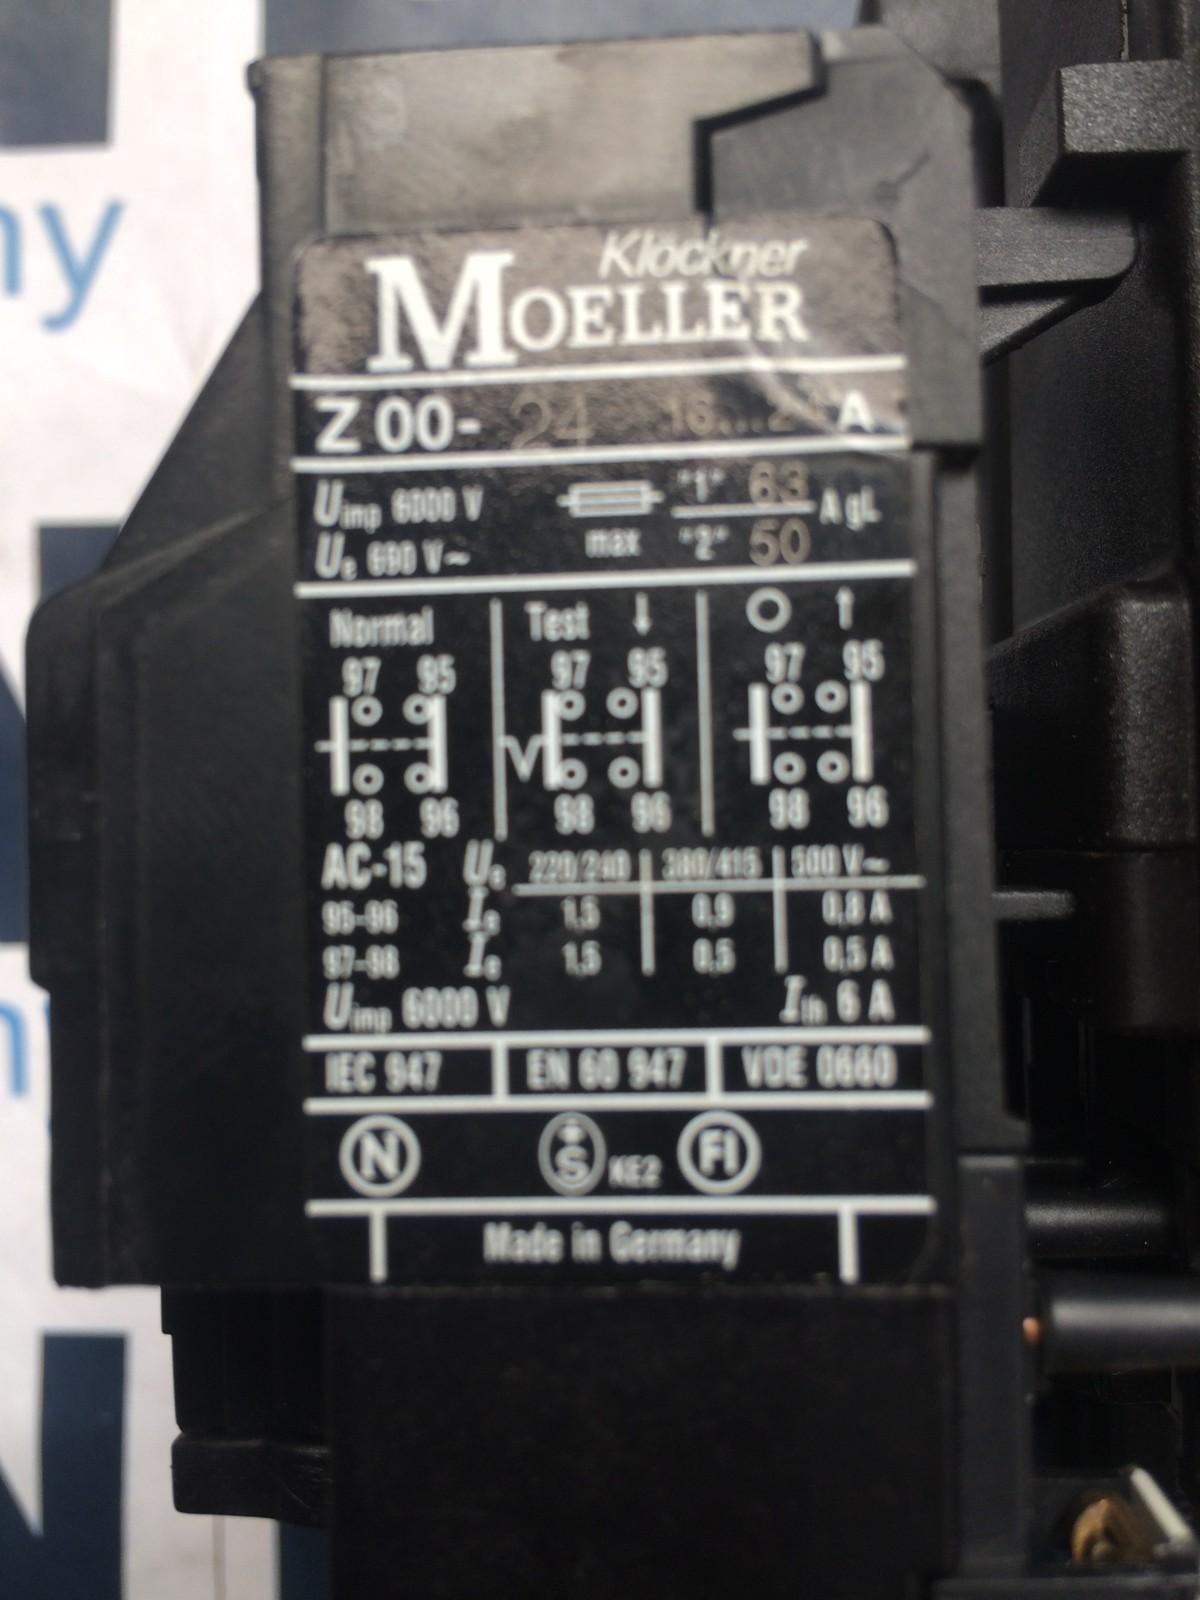 ny
Klöckner
MOELLER
Z 00- 24 16...24 A
Uimp 6000 V "1" 63 A gL
Ue 690 V~ max "2" 50
Normal Test ↓ O ↑
97 95 97 95 97 95
98 96 98 96 98 96
AC-15 Ue 220/240 380/415 500 V~
95-96 Ie 1,5 0,9 0,8 A
97-98 Ie 1,5 0,5 0,5 A
Uimp 6000 V Ith 6 A
IEC 947 EN 60 947 VDE 0660
N S KE2 FI
Made in Germany